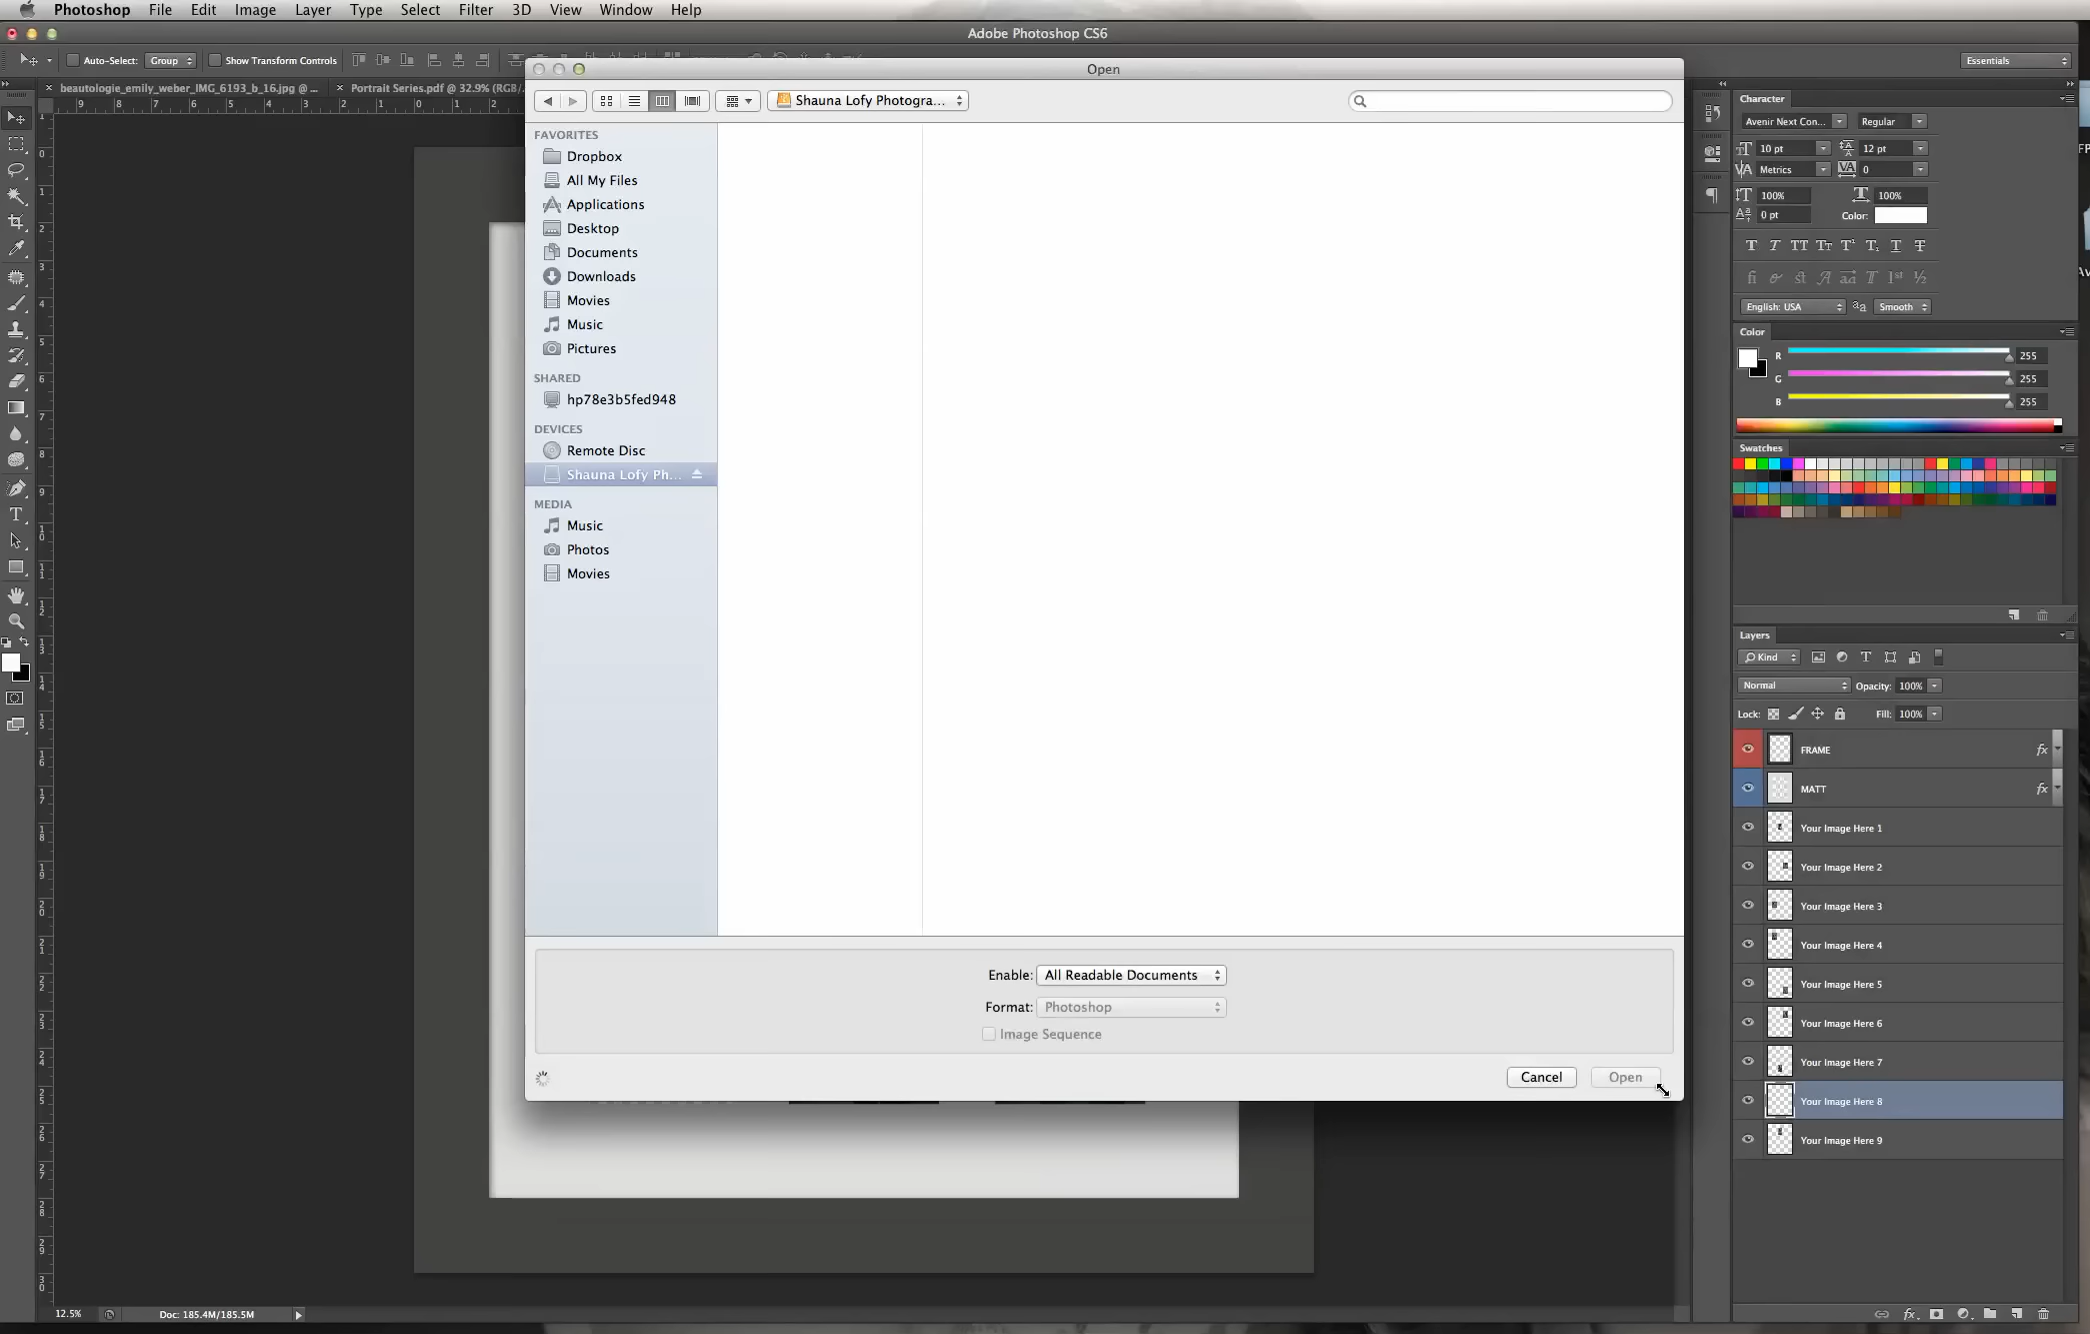 Photoshop File Edit Image Layer Type Select Filter 3D View Window Help
Adobe Photoshop CS6
Auto-Select: Group Show Transform Controls
Essentials
beautologie_emily_weber_IMG_6193_b_16.jpg @ ...
Portrait Series.pdf @ 32.9% (RGB/
Open
Shauna Lofy Photogra...
FAVORITES
Dropbox
All My Files
Applications
Desktop
Documents
Downloads
Movies
Music
Pictures
SHARED
hp78e3b5fed948
DEVICES
Remote Disc
Shauna Lofy Ph...
MEDIA
Music
Photos
Movies
Enable: All Readable Documents
Format: Photoshop
Image Sequence
Cancel Open
Character
Avenir Next Con... Regular
10 pt 12 pt
Metrics 0
100% 100%
0 pt Color:
English: USA Smooth
Color
R 255
G 255
B 255
Swatches
Layers
Kind
Normal Opacity: 100%
Lock: Fill: 100%
FRAME fx
MATT fx
Your Image Here 1
Your Image Here 2
Your Image Here 3
Your Image Here 4
Your Image Here 5
Your Image Here 6
Your Image Here 7
Your Image Here 8
Your Image Here 9
12.5% Doc: 185.4M/185.5M